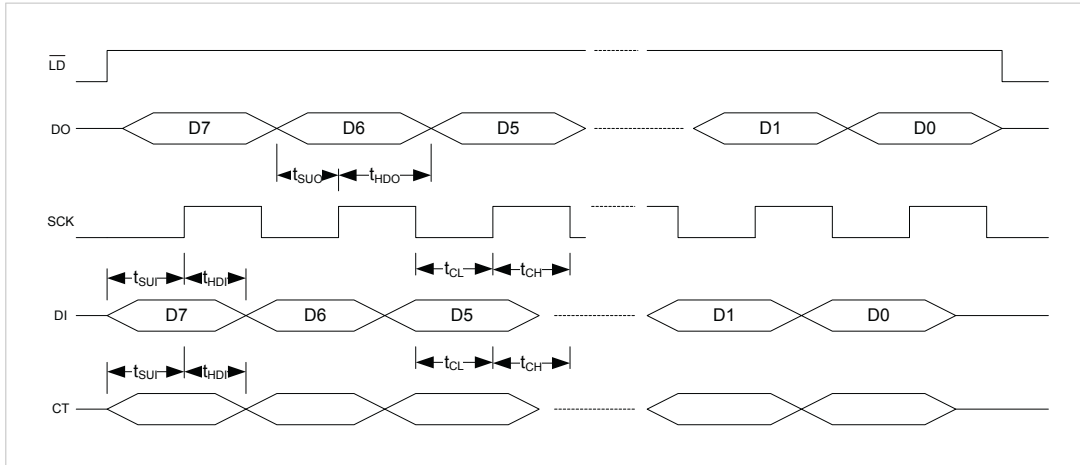 LD
DO D7 D6 D5 D1 D0
tSUO tHDO
SCK
tSUI tHDI tCL tCH
DI D7 D6 D5 D1 D0
tSUI tHDI tCL tCH
CT